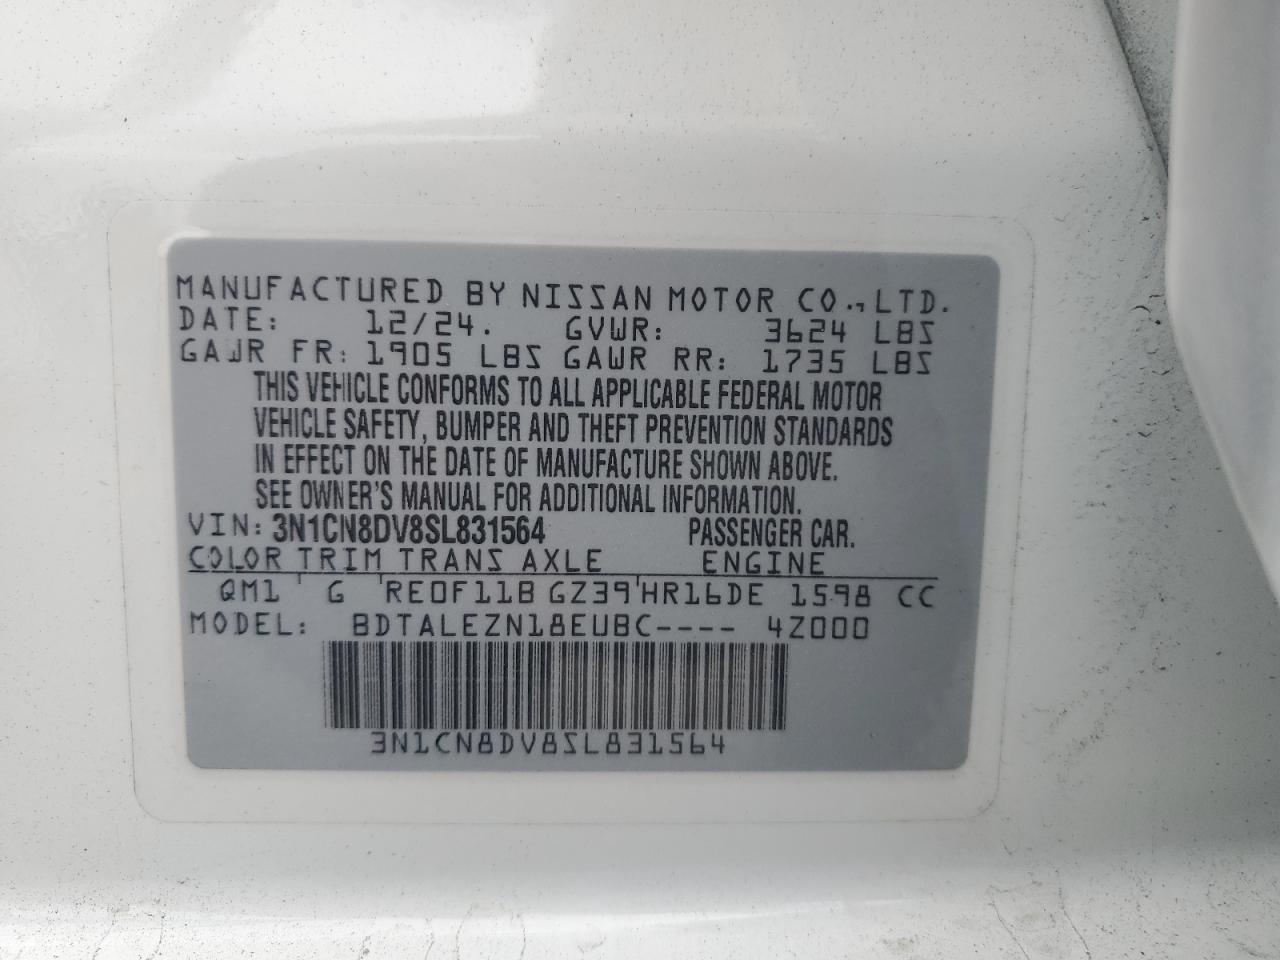 MANUFACTURED BY NISSAN MOTOR CO., LTD.
DATE: 12/24. GVWR: 3624 LBS
GAWR FR: 1905 LBS GAWR RR: 1735 LBS
THIS VEHICLE CONFORMS TO ALL APPLICABLE FEDERAL MOTOR
VEHICLE SAFETY, BUMPER AND THEFT PREVENTION STANDARDS
IN EFFECT ON THE DATE OF MANUFACTURE SHOWN ABOVE.
SEE OWNER'S MANUAL FOR ADDITIONAL INFORMATION.
VIN: 3N1CN8DV8SL831564 PASSENGER CAR.
COLOR TRIM TRANS AXLE ENGINE
QM1 G RE0F11B GZ39 HR16DE 1598 CC
MODEL: BDTALEZN18EUBC---- 4Z000
3N1CN8DV8SL831564